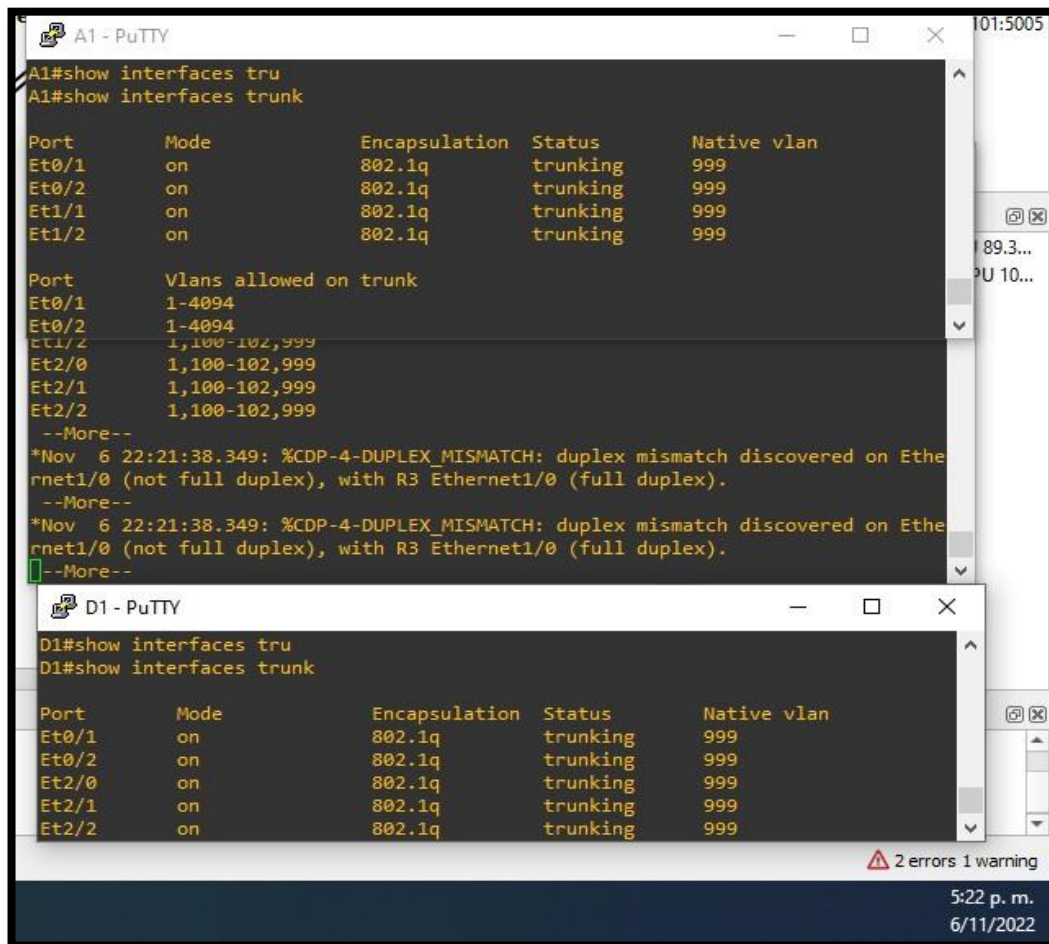 101:5005
A1 - PuTTY
A1#show interfaces tru
A1#show interfaces trunk
Port Mode Encapsulation Status Native vlan
Et0/1 on 802.1q trunking 999
Et0/2 on 802.1q trunking 999
Et1/1 on 802.1q trunking 999
Et1/2 on 802.1q trunking 999
Port Vlans allowed on trunk
Et0/1 1-4094
Et0/2 1-4094
Et1/2 1,100-102,999
Et2/0 1,100-102,999
Et2/1 1,100-102,999
Et2/2 1,100-102,999
--More--
*Nov 6 22:21:38.349: %CDP-4-DUPLEX_MISMATCH: duplex mismatch discovered on Ethe
rnet1/0 (not full duplex), with R3 Ethernet1/0 (full duplex).
--More--
*Nov 6 22:21:38.349: %CDP-4-DUPLEX_MISMATCH: duplex mismatch discovered on Ethe
rnet1/0 (not full duplex), with R3 Ethernet1/0 (full duplex).
--More--
89.3...
PU 10...
D1 - PuTTY
D1#show interfaces tru
D1#show interfaces trunk
Port Mode Encapsulation Status Native vlan
Et0/1 on 802.1q trunking 999
Et0/2 on 802.1q trunking 999
Et2/0 on 802.1q trunking 999
Et2/1 on 802.1q trunking 999
Et2/2 on 802.1q trunking 999
2 errors 1 warning
5:22 p. m.
6/11/2022